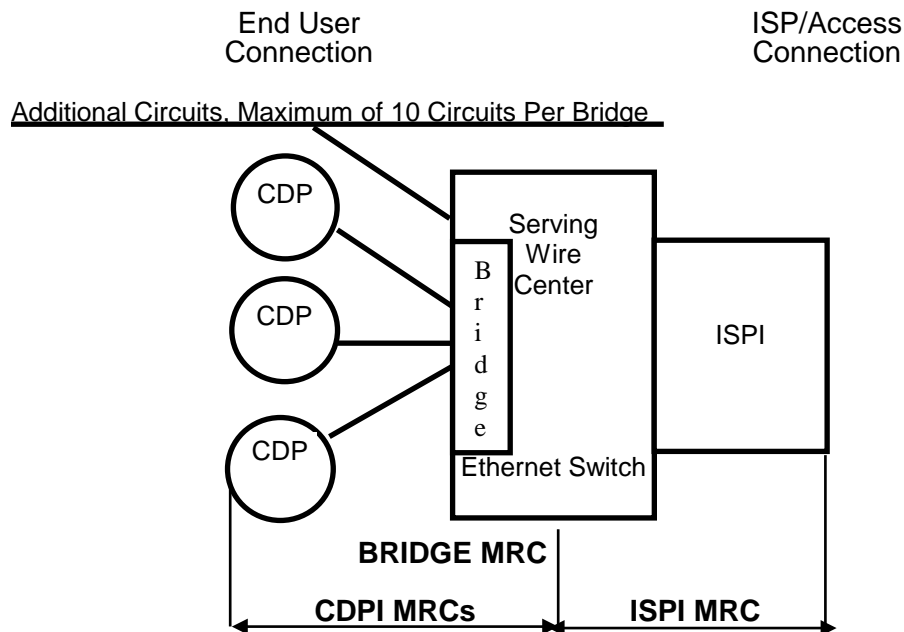 End User
Connection
ISP/Access
Connection
Additional Circuits, Maximum of 10 Circuits Per Bridge
CDP
CDP
CDP
Bridge
Serving
Wire
Center
Ethernet Switch
ISPI
BRIDGE MRC
CDPI MRCs
ISPI MRC